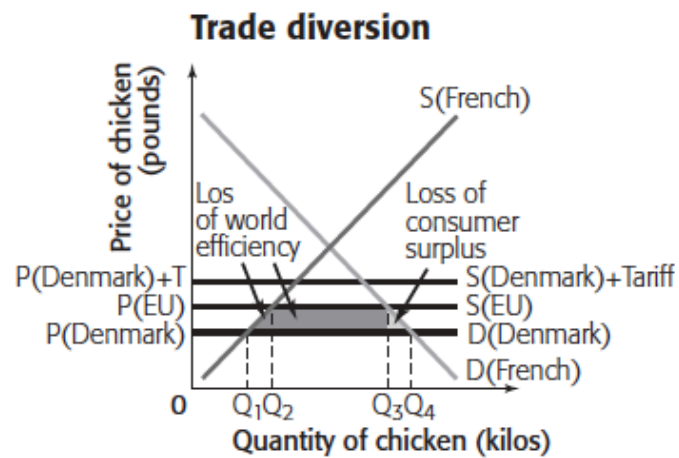 Trade diversion
Price of chicken
(pounds)
S(French)
Los
of world
efficiency
Loss of
consumer
surplus
P(Denmark)+T
S(Denmark)+Tariff
P(EU)
S(EU)
P(Denmark)
D(Denmark)
D(French)
0
Q₁Q₂
Q₃Q₄
Quantity of chicken (kilos)